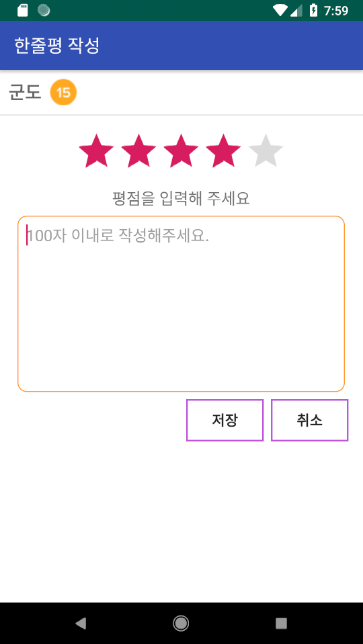 7:59
한줄평 작성
군도 15
평점을 입력해 주세요
100자 이내로 작성해주세요.
저장 취소